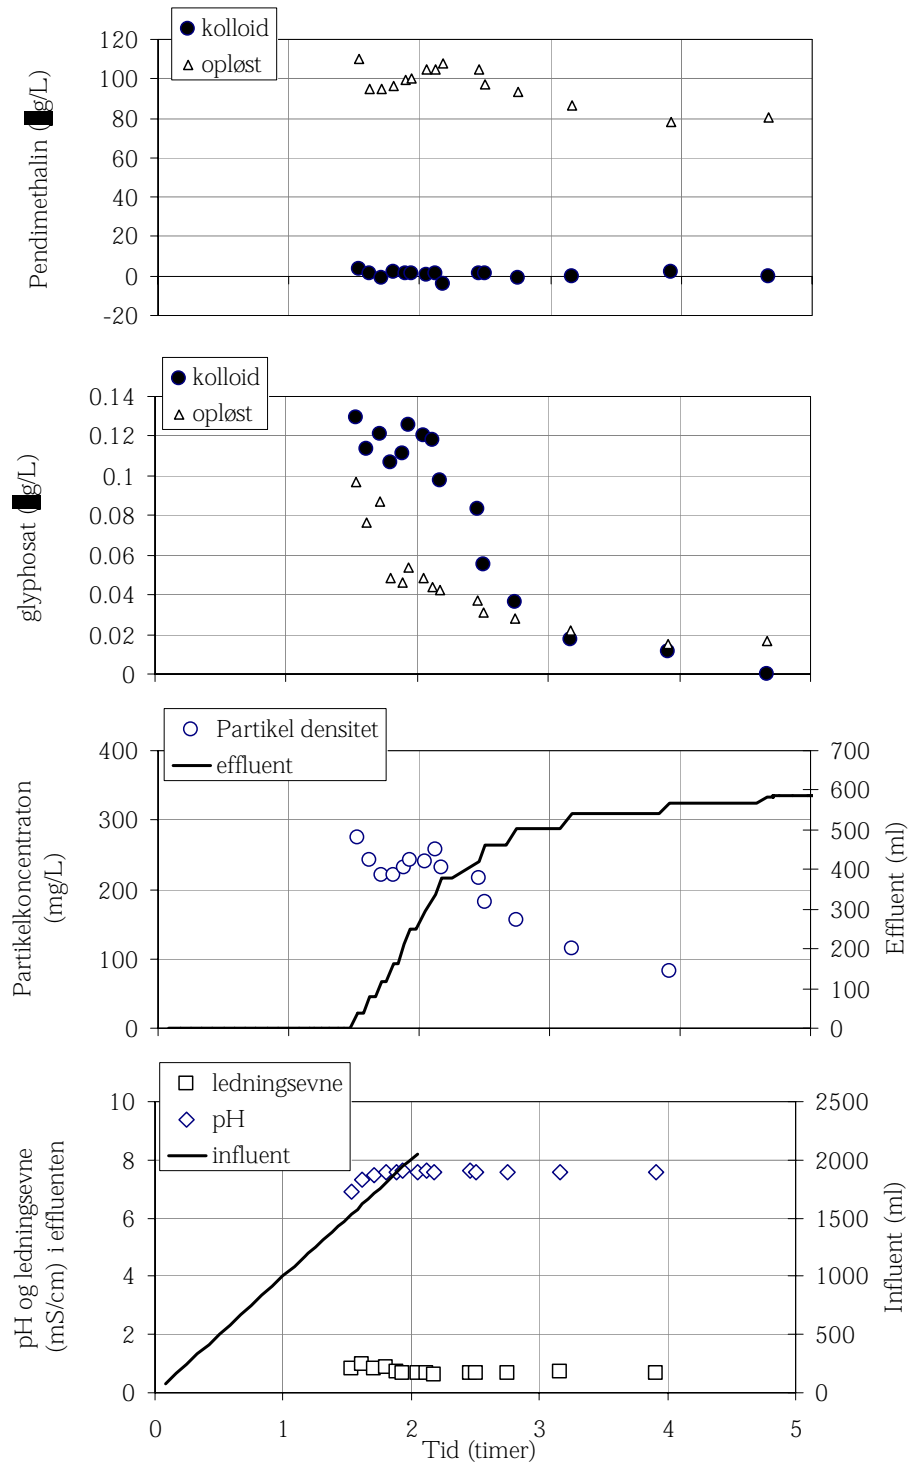 kolloid
opløst
120
100
80
60
40
20
0
-20
Pendimethalin (g/L)
kolloid
opløst
0.14
0.12
0.1
0.08
0.06
0.04
0.02
0
glyphosat (g/L)
Partikel densitet
effluent
400
300
200
100
0
Partikelkoncentraton
(mg/L)
700
600
500
400
300
200
100
0
Effluent (ml)
ledningsevne
pH
influent
10
8
6
4
2
0
pH og ledningsevne
(mS/cm) i effluenten
2500
2000
1500
1000
500
0
Influent (ml)
0 1 2 3 4 5
Tid (timer)